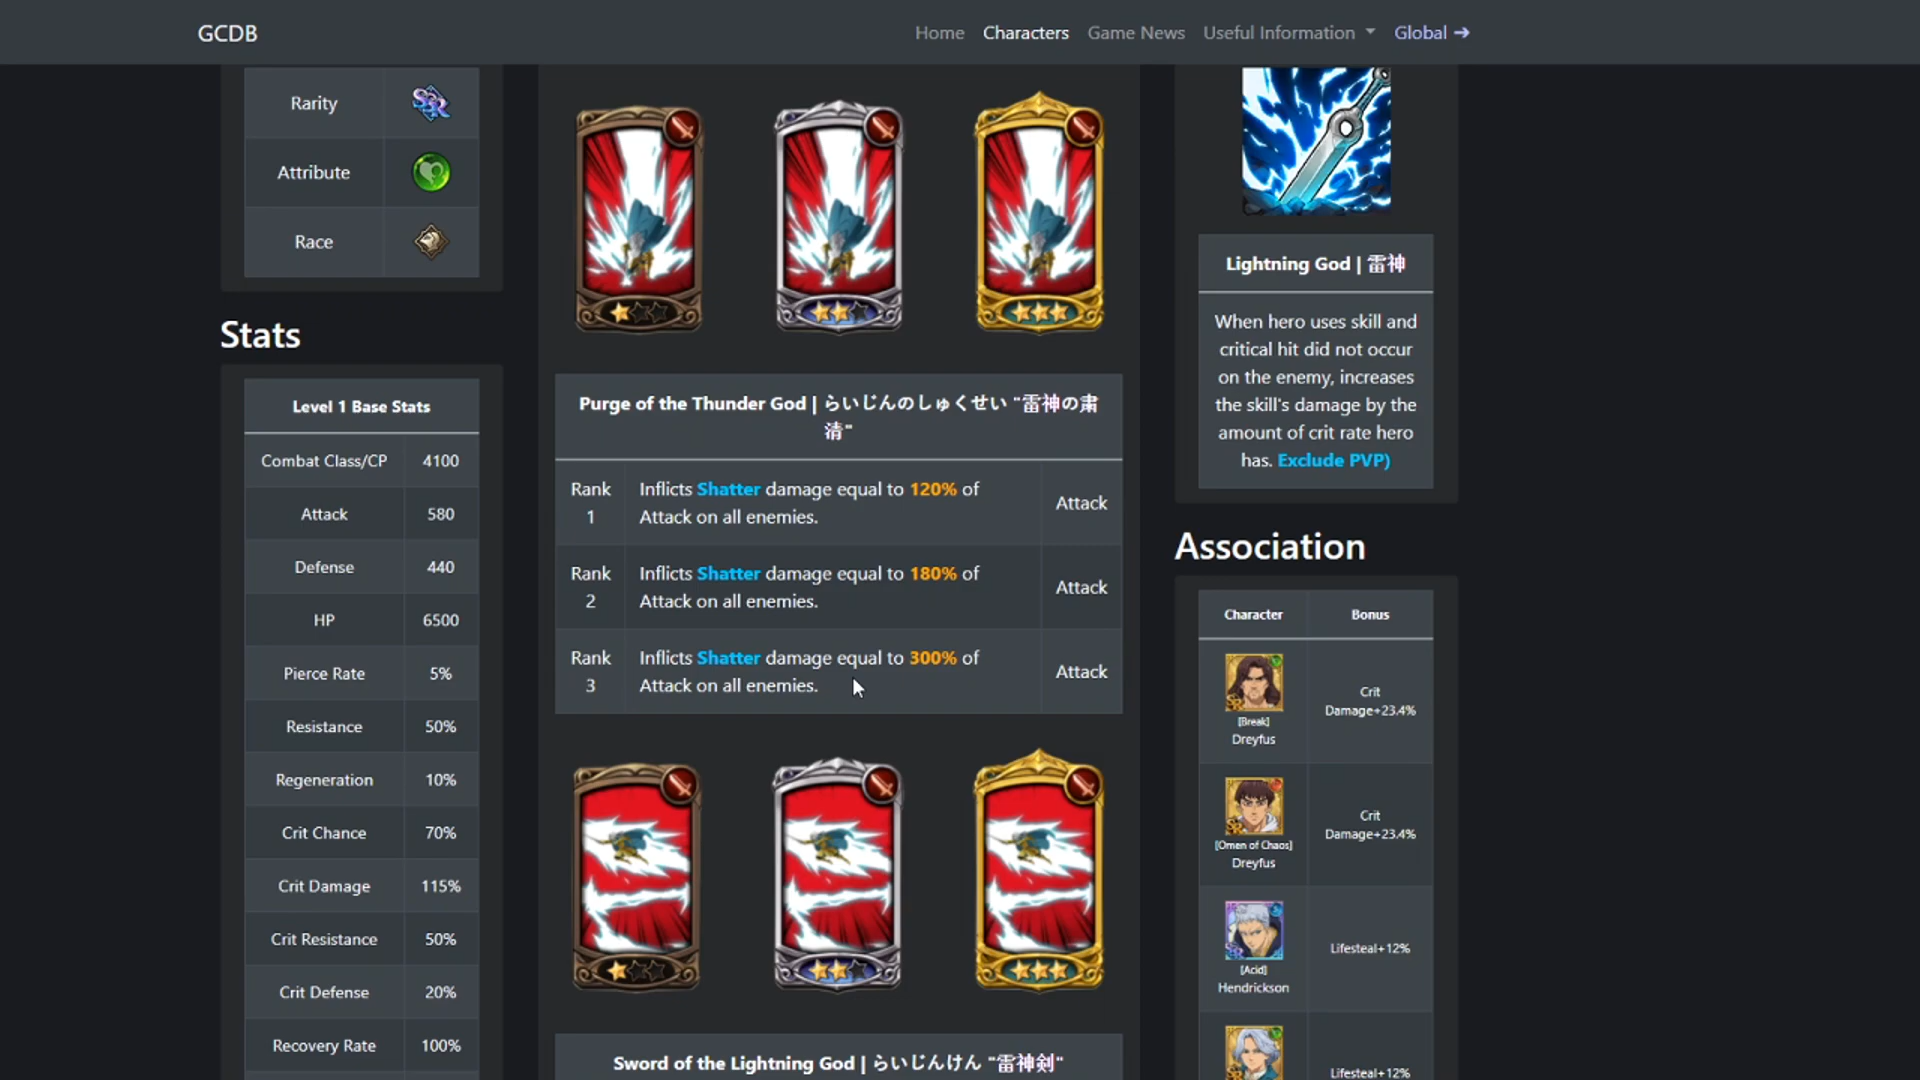 GCDB
Home Characters Game News Useful Information Global →
Rarity
Attribute
Race
Stats
Level 1 Base Stats
Combat Class/CP 4100
Attack 580
Defense 440
HP 6500
Pierce Rate 5%
Resistance 50%
Regeneration 10%
Crit Chance 70%
Crit Damage 115%
Crit Resistance 50%
Crit Defense 20%
Recovery Rate 100%
Purge of the Thunder God | らいじんのしゅくせい "雷神の粛
清"
Rank
1
Inflicts Shatter damage equal to 120% of
Attack on all enemies.
Attack
Rank
2
Inflicts Shatter damage equal to 180% of
Attack on all enemies.
Attack
Rank
3
Inflicts Shatter damage equal to 300% of
Attack on all enemies.
Attack
Sword of the Lightning God | らいじんけん "雷神剣"
Lightning God | 雷神
When hero uses skill and
critical hit did not occur
on the enemy, increases
the skill's damage by the
amount of crit rate hero
has. Exclude PVP)
Association
Character Bonus
SR
[Break]
Dreyfus
Crit
Damage+23.4%
SR
[Omen of Chaos]
Dreyfus
Crit
Damage+23.4%
[Acid]
Hendrickson
Lifesteal+12%
Lifesteal+12%